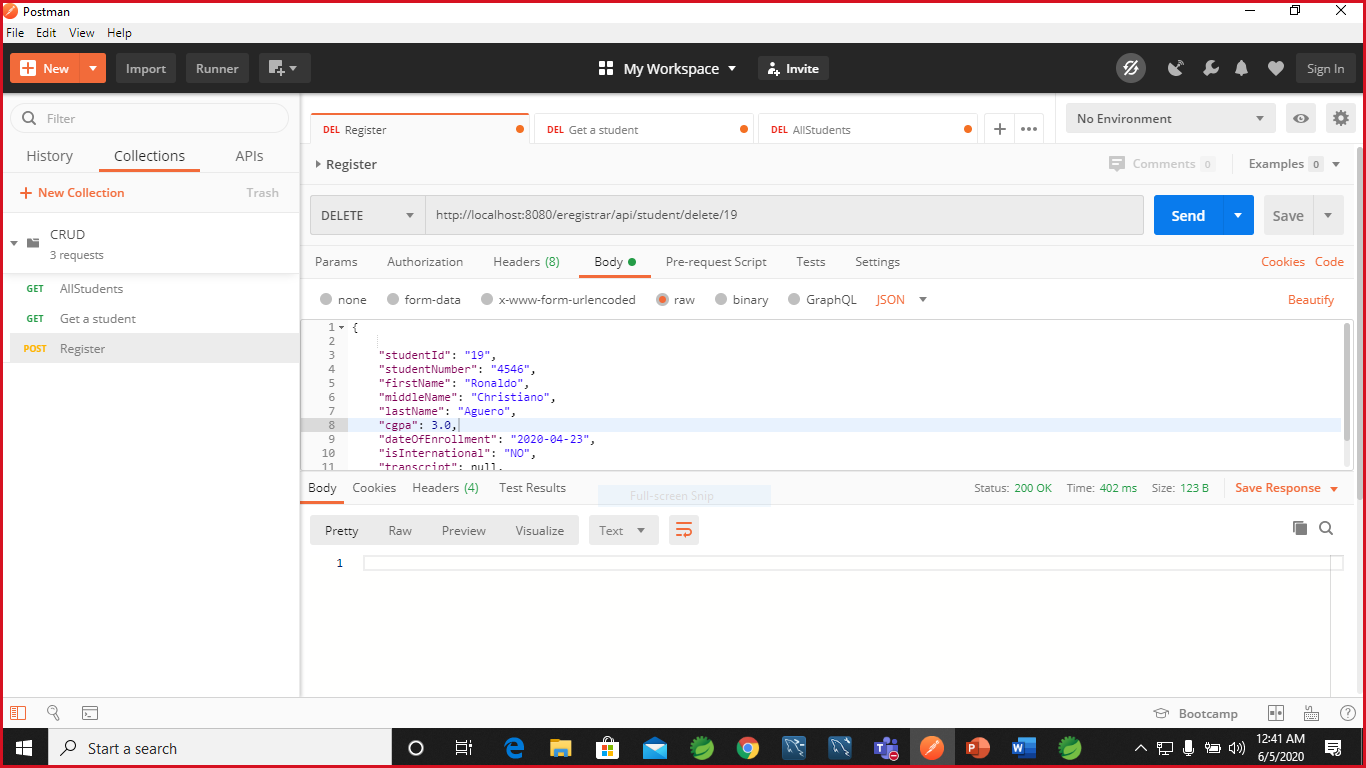 Postman
File Edit View Help
New Import Runner My Workspace Invite Sign In
Filter
History Collections APIs
New Collection Trash
CRUD
3 requests
GET AllStudents
GET Get a student
POST Register
DEL Register DEL Get a student DEL AllStudents No Environment
Register Comments 0 Examples 0
DELETE http://localhost:8080/eregistrar/api/student/delete/19 Send Save
Params Authorization Headers (8) Body Pre-request Script Tests Settings Cookies Code
none form-data x-www-form-urlencoded raw binary GraphQL JSON Beautify
1 {
2
3 "studentId": "19",
4 "studentNumber": "4546",
5 "firstName": "Ronaldo",
6 "middleName": "Christiano",
7 "lastName": "Aguero",
8 "cgpa": 3.0,
9 "dateOfEnrollment": "2020-04-23",
10 "isInternational": "NO",
11 "transcript": null,
Body Cookies Headers (4) Test Results Status: 200 OK Time: 402 ms Size: 123 B Save Response
Full-screen Snip
Pretty Raw Preview Visualize Text
1
Bootcamp
Start a search
12:41 AM
6/5/2020